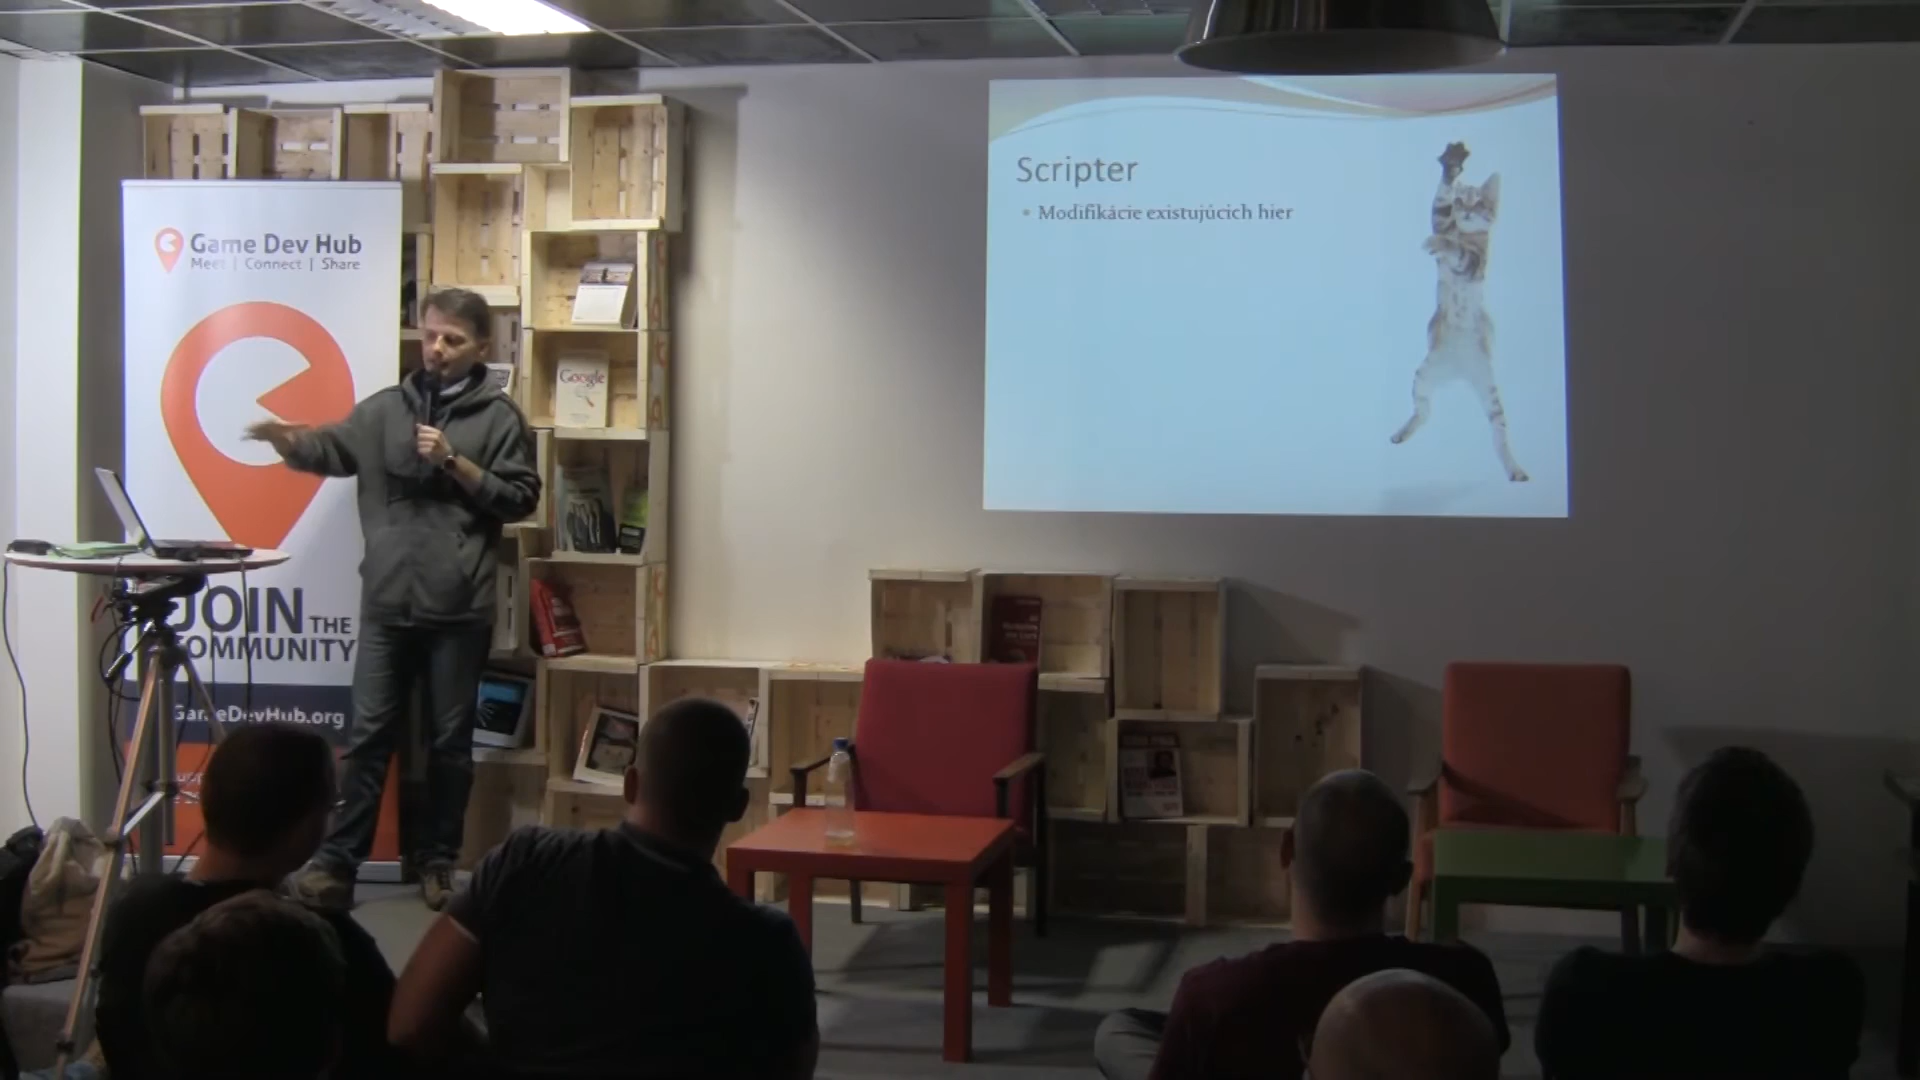 Game Dev Hub
Meet | Connect | Share
JOIN THE
COMMUNITY
GameDevHub.org
Google
Scripter
• Modifikácie existujúcich hier